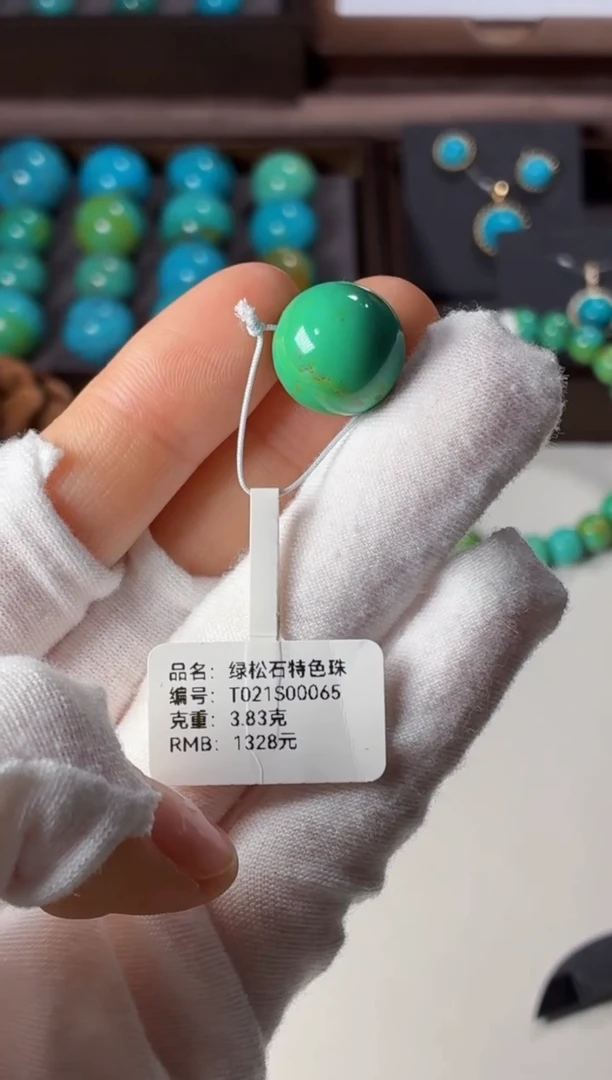 品名: 绿松石特色珠
编号: T021S00065
克重: 3.83克
RMB: 1328元